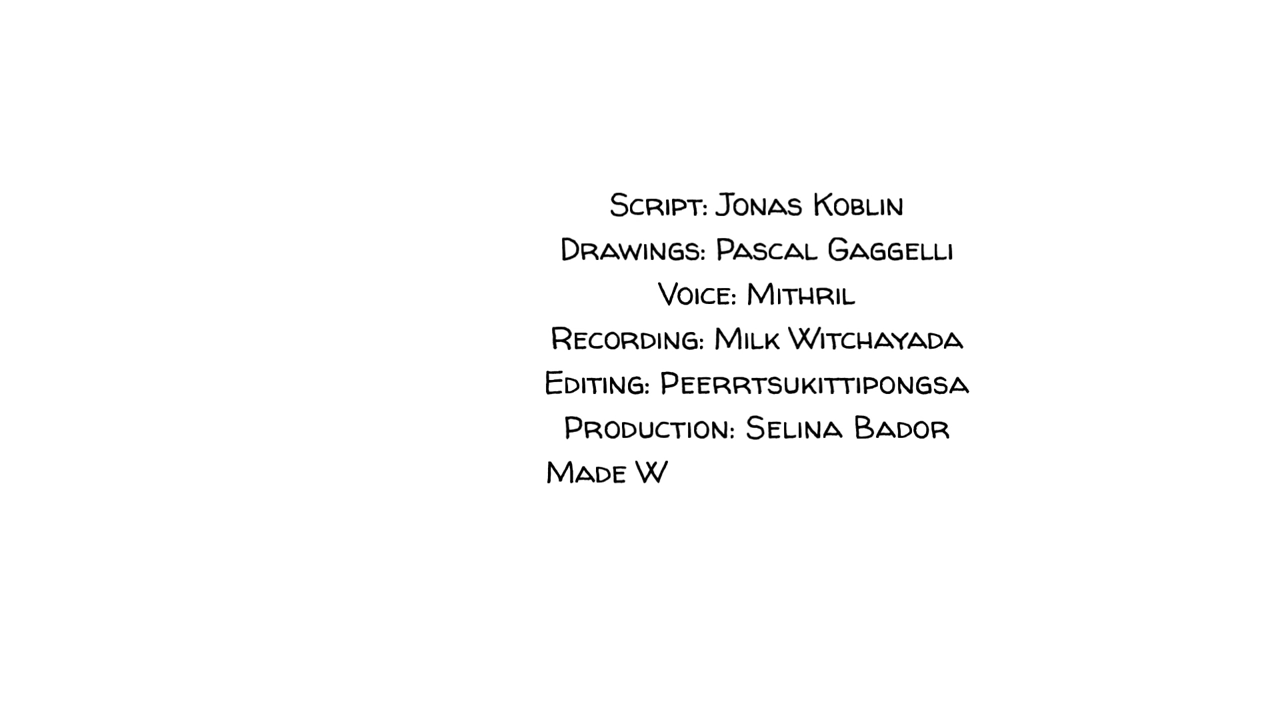 Script: Jonas Koblin
Drawings: Pascal Gaggelli
Voice: Mithril
Recording: Milk Witchayada
Editing: Peerrtsukittipongsa
Production: Selina Bador
Made W